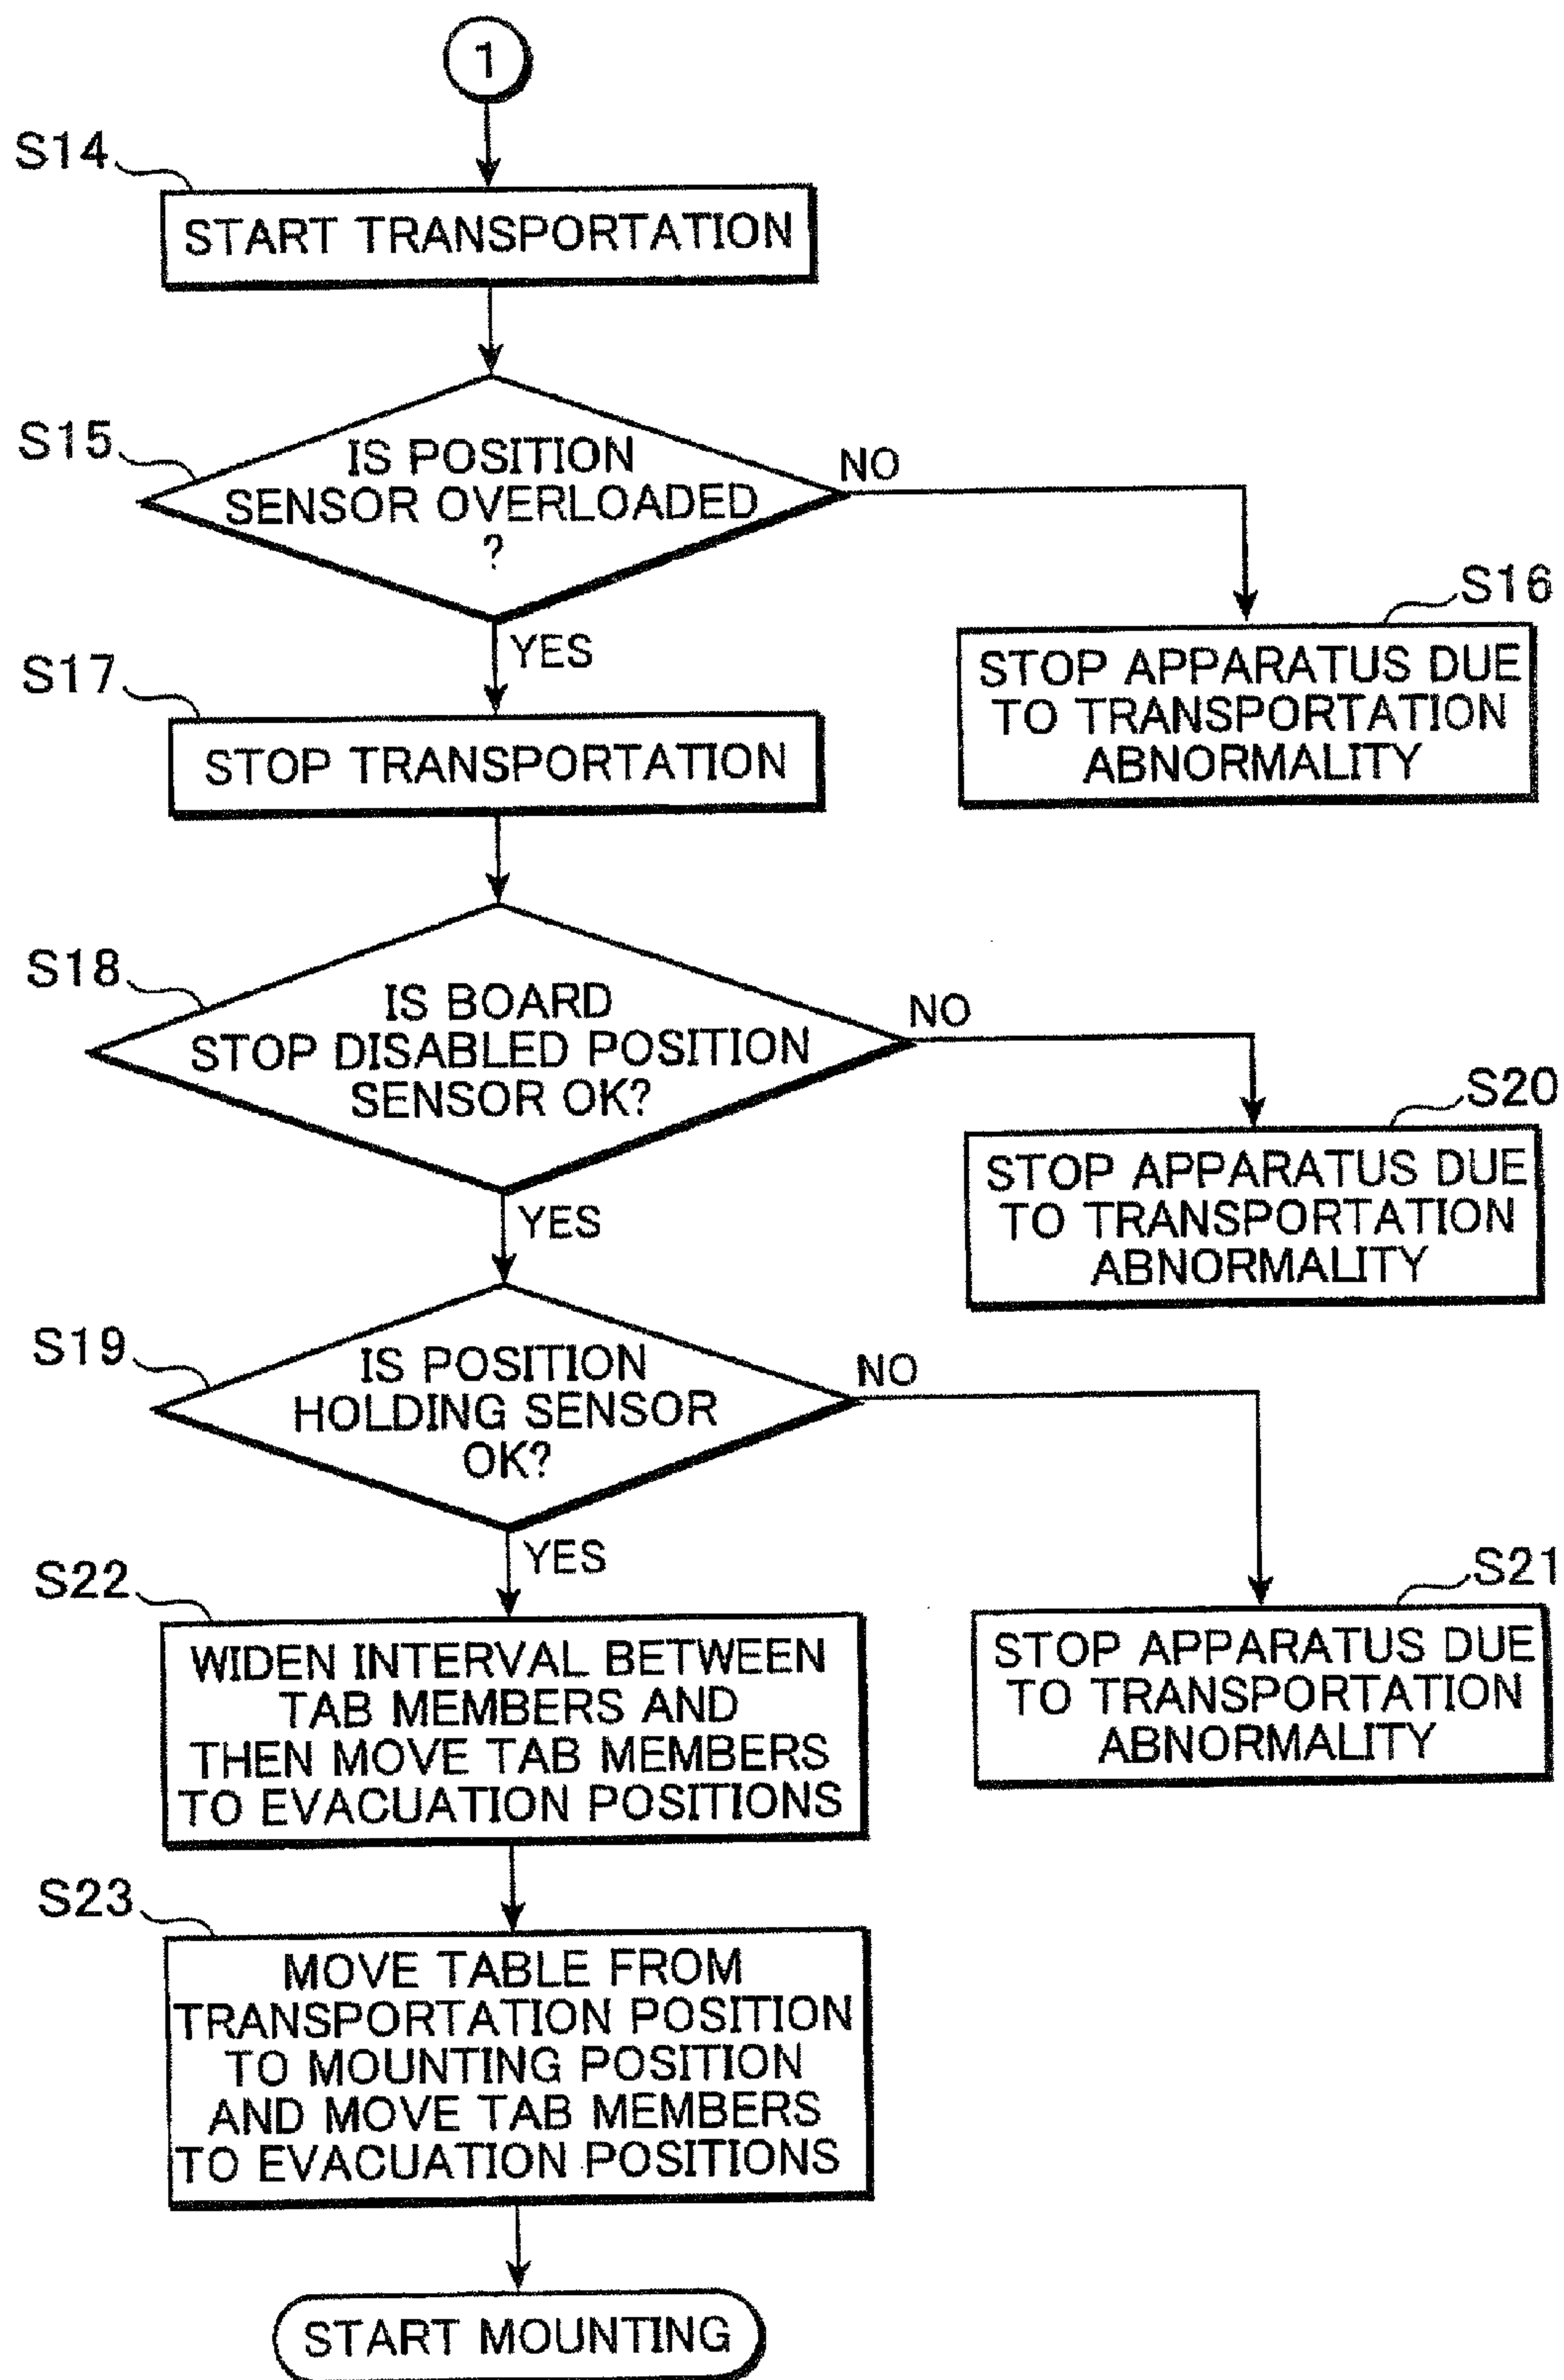 1
S14
START TRANSPORTATION
S15
IS POSITION
SENSOR OVERLOADED
?
NO
YES
S16
STOP APPARATUS DUE
TO TRANSPORTATION
ABNORMALITY
S17
STOP TRANSPORTATION
S18
IS BOARD
STOP DISABLED POSITION
SENSOR OK?
NO
YES
S20
STOP APPARATUS DUE
TO TRANSPORTATION
ABNORMALITY
S19
IS POSITION
HOLDING SENSOR
OK?
NO
YES
S21
STOP APPARATUS DUE
TO TRANSPORTATION
ABNORMALITY
S22
WIDEN INTERVAL BETWEEN
TAB MEMBERS AND
THEN MOVE TAB MEMBERS
TO EVACUATION POSITIONS
S23
MOVE TABLE FROM
TRANSPORTATION POSITION
TO MOUNTING POSITION
AND MOVE TAB MEMBERS
TO EVACUATION POSITIONS
START MOUNTING